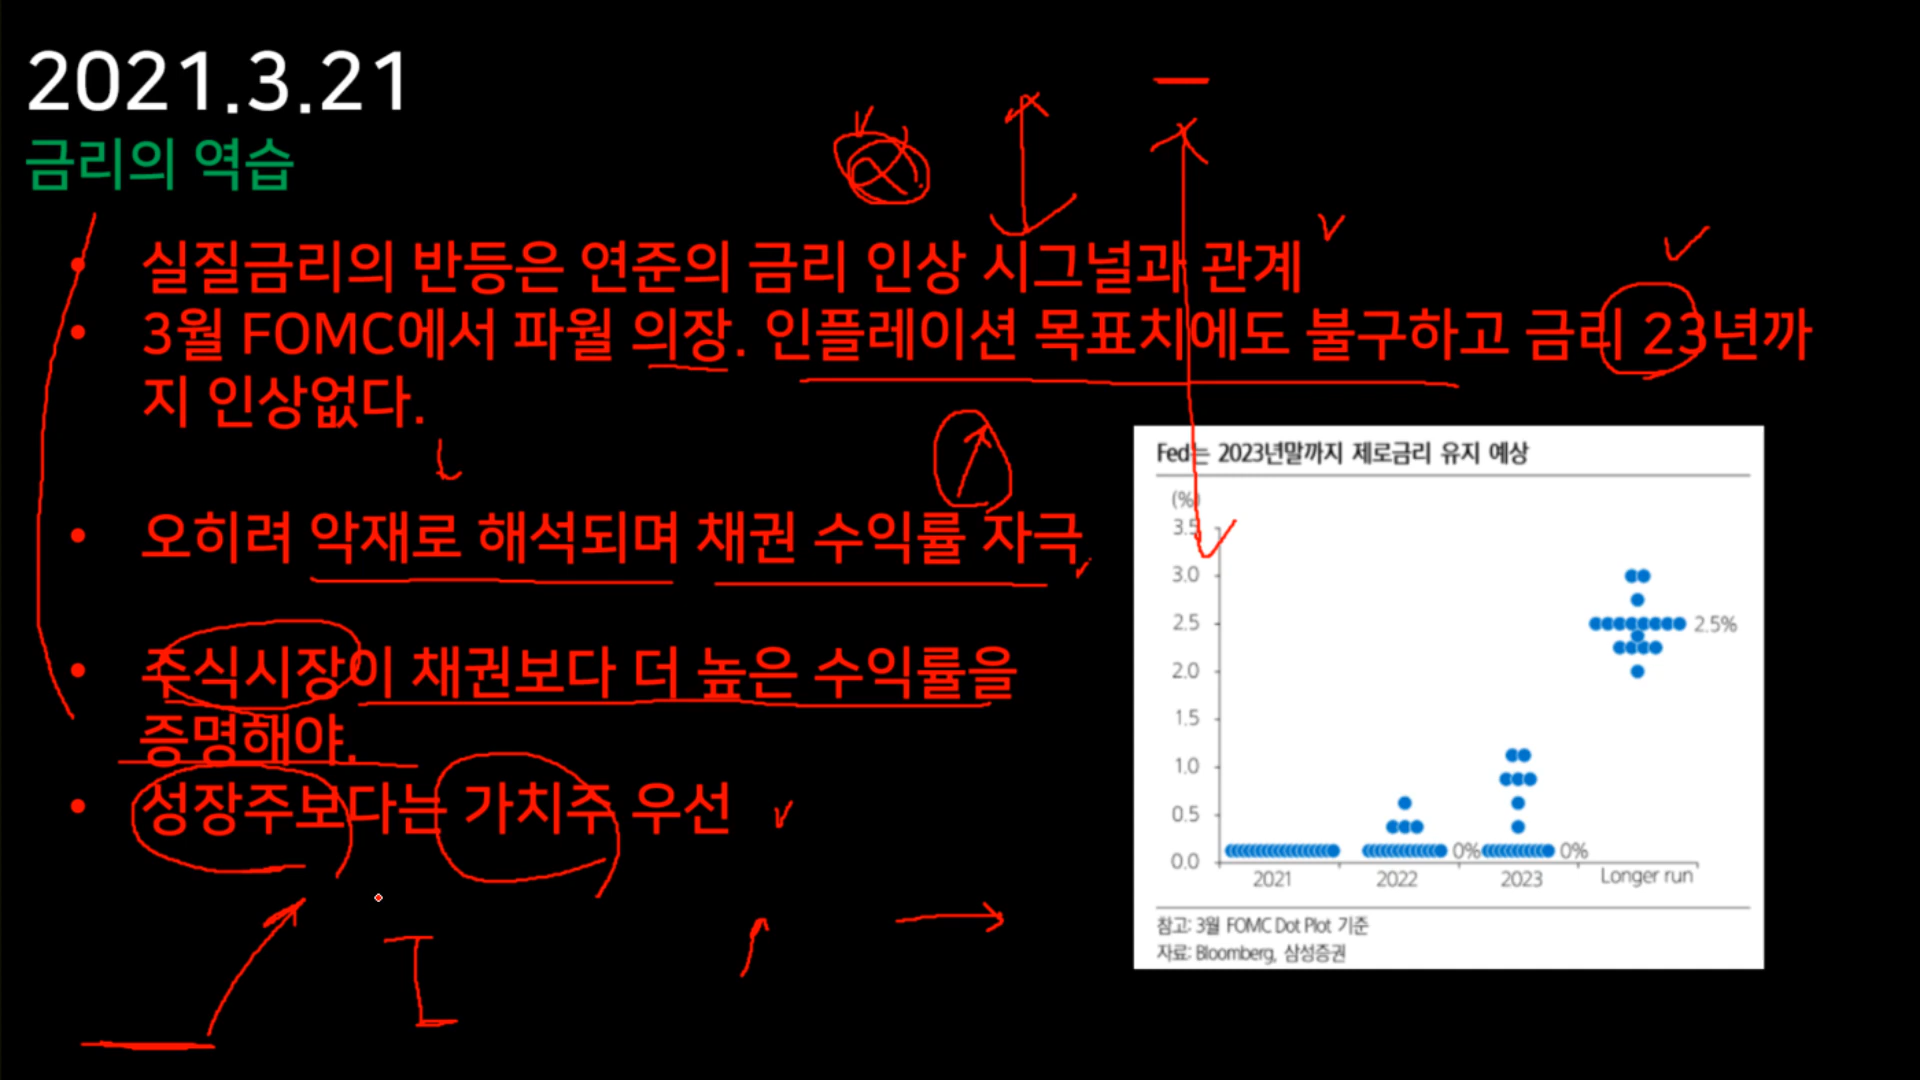 2021.3.21
금리의 역습
• 실질금리의 반등은 연준의 금리 인상 시그널과 관계
• 3월 FOMC에서 파월 의장. 인플레이션 목표치에도 불구하고 금리 23년까
지 인상없다.
• 오히려 악재로 해석되며 채권 수익률 자극
• 주식시장이 채권보다 더 높은 수익률을
증명해야.
• 성장주보다는 가치주 우선
Fed는 2023년말까지 제로금리 유지 예상
(%)
3.5
3.0
2.5
2.5%
2.0
1.5
1.0
0.5
0.0
0%
0%
2021
2022
2023
Longer run
참고: 3월 FOMC Dot Plot 기준
자료: Bloomberg, 삼성증권